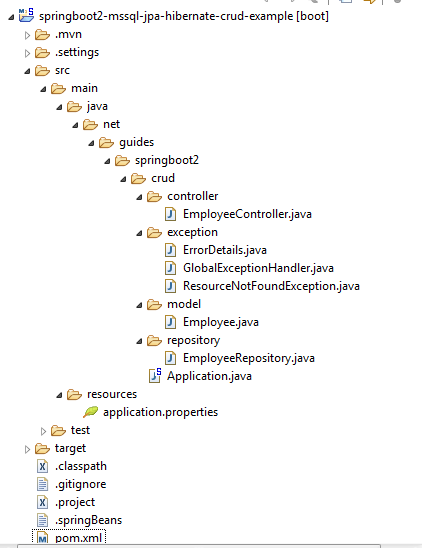 springboot2-mssql-jpa-hibernate-crud-example [boot]
.mvn
.settings
src
main
java
net
guides
springboot2
crud
controller
EmployeeController.java
exception
ErrorDetails.java
GlobalExceptionHandler.java
ResourceNotFoundException.java
model
Employee.java
repository
EmployeeRepository.java
Application.java
resources
application.properties
test
target
.classpath
.gitignore
.project
.springBeans
pom.xml